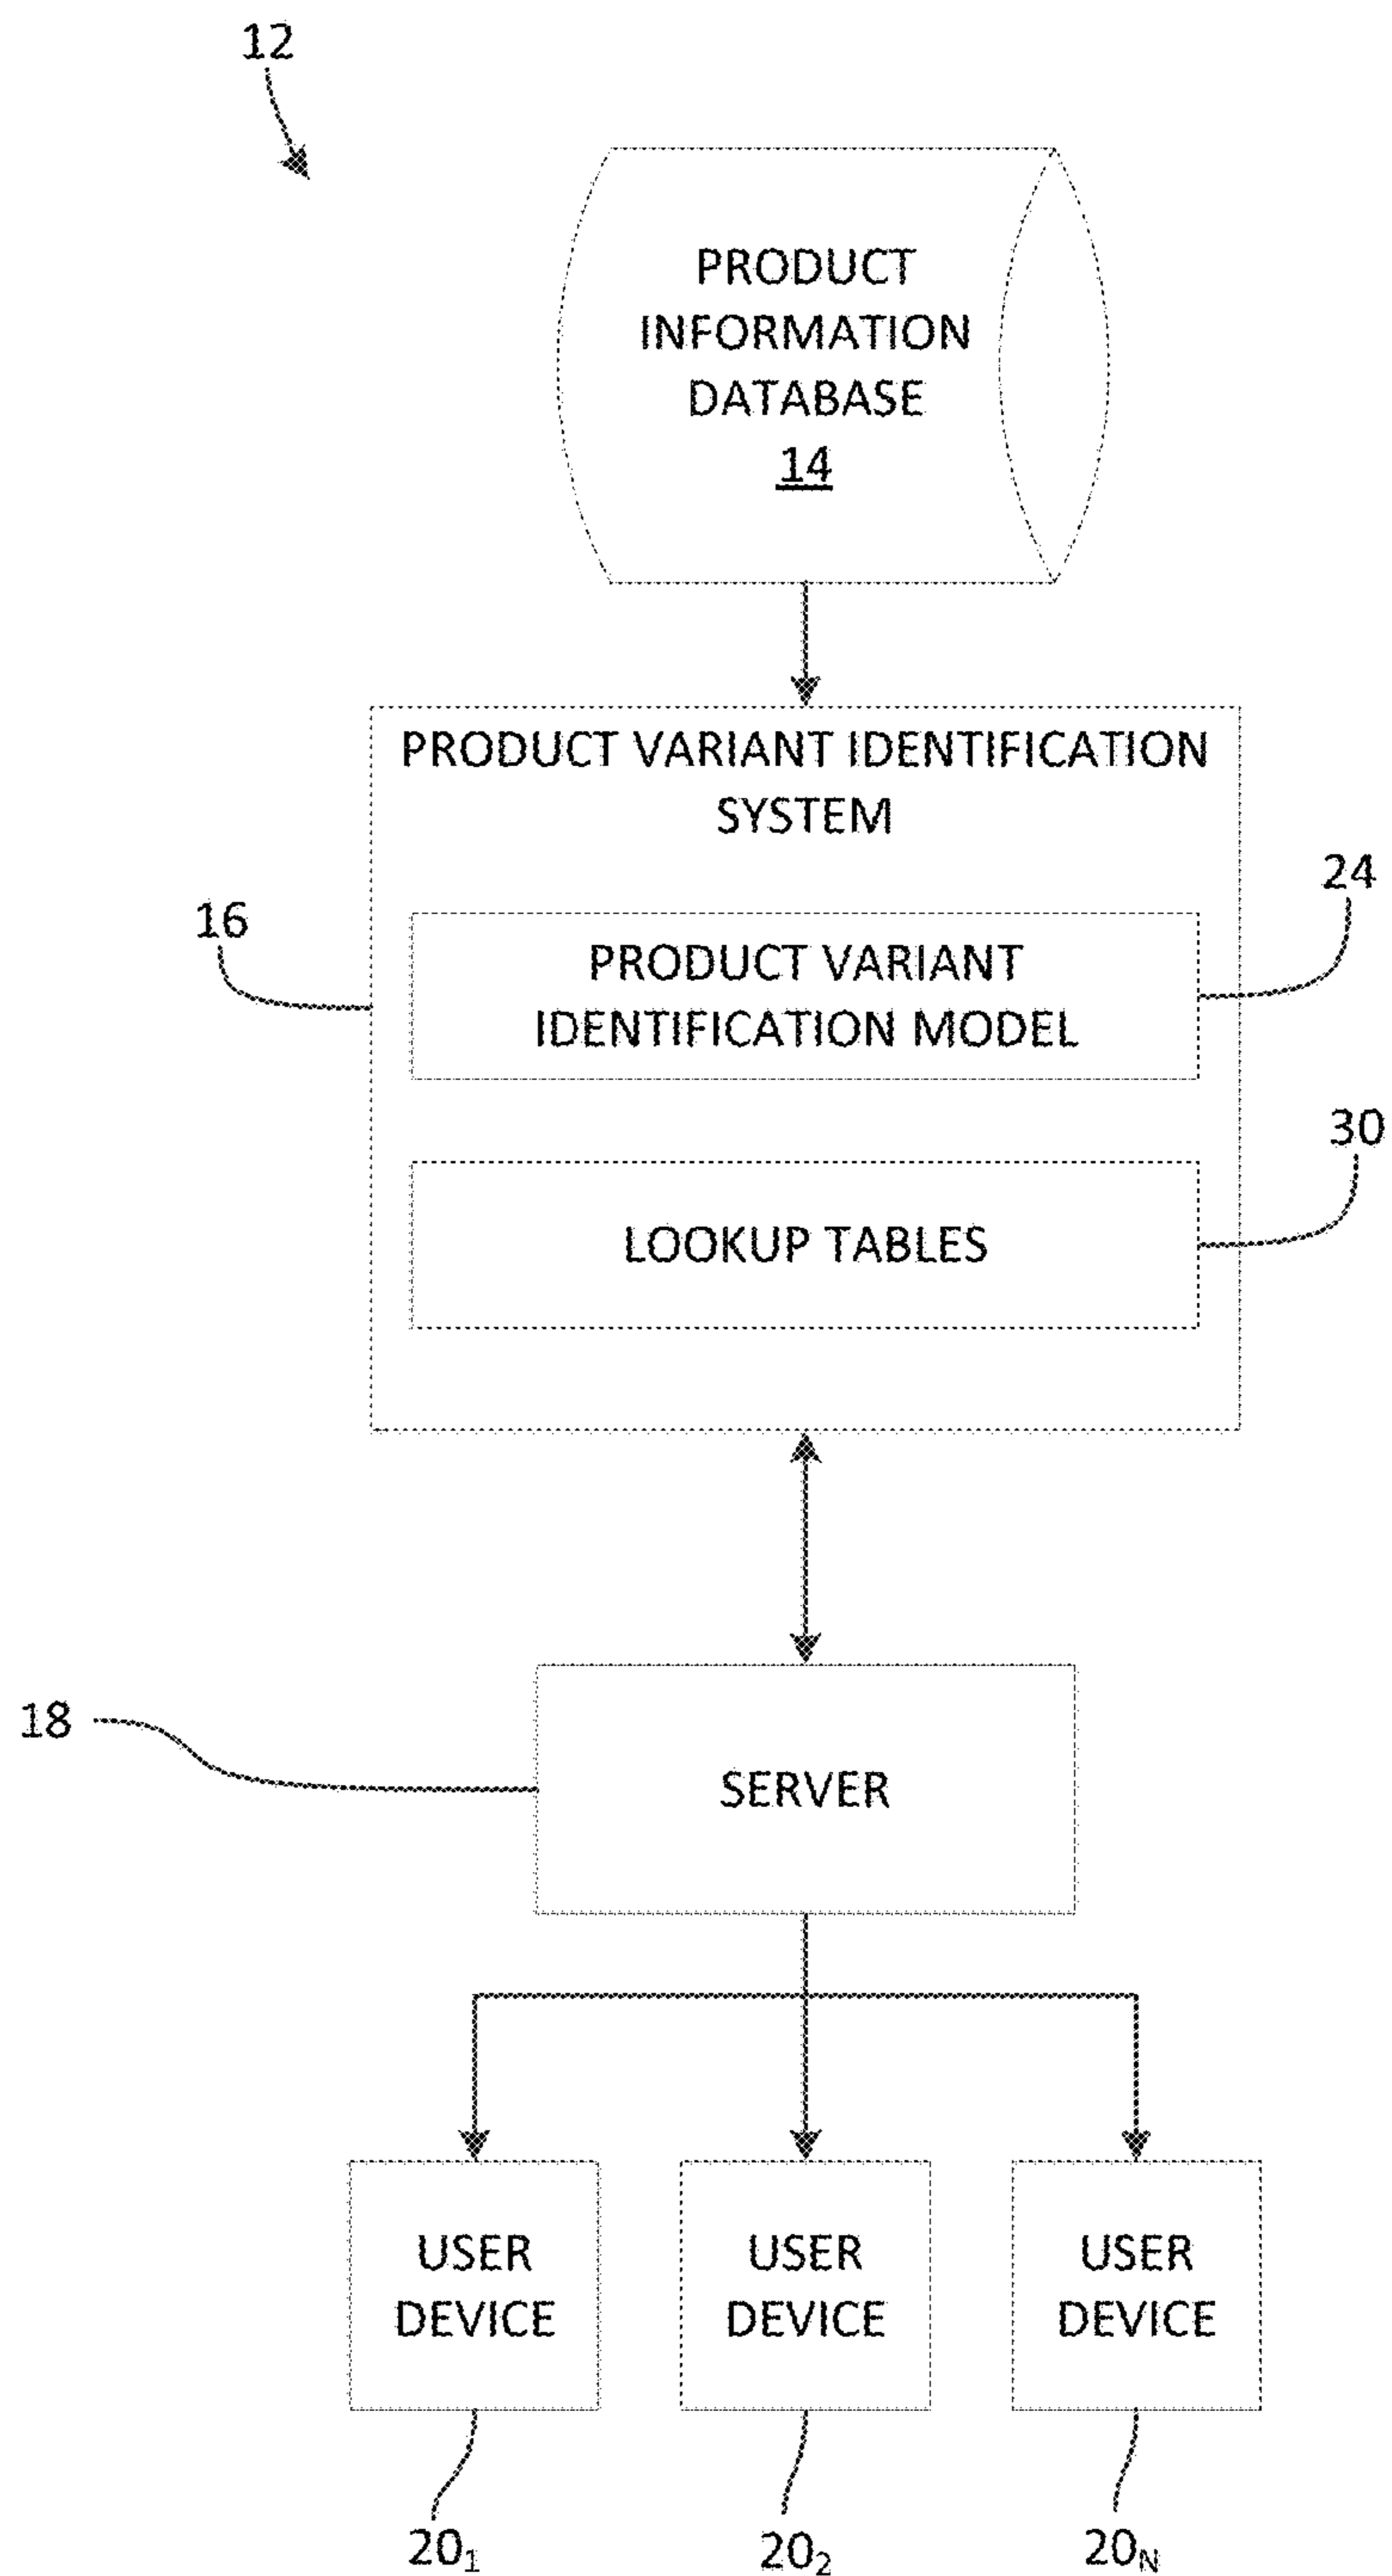 12
PRODUCT
INFORMATION
DATABASE
14
PRODUCT VARIANT IDENTIFICATION
SYSTEM
24
16
PRODUCT VARIANT
IDENTIFICATION MODEL
30
LOOKUP TABLES
18
SERVER
USER
DEVICE
USER
DEVICE
USER
DEVICE
20₁
20₂
20ₙ